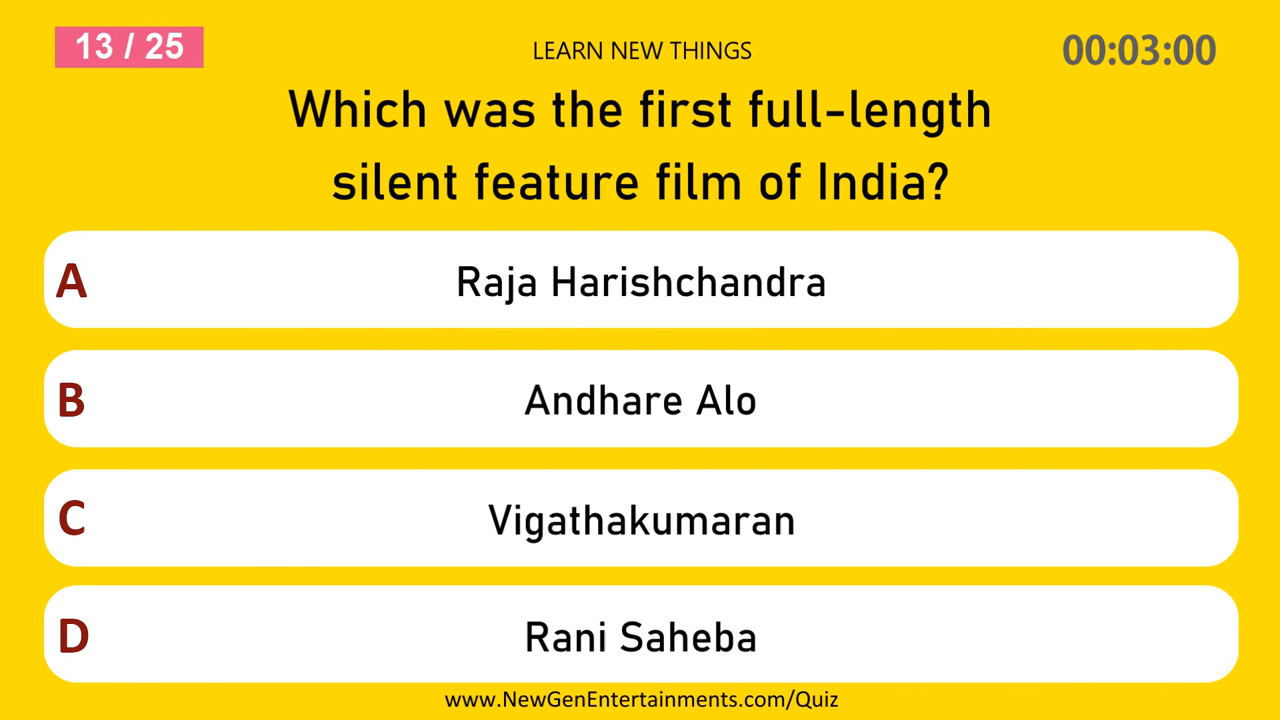 13 / 25
LEARN NEW THINGS
00:03:00
Which was the first full-length
silent feature film of India?
A Raja Harishchandra
B Andhare Alo
C Vigathakumaran
D Rani Saheba
www.NewGenEntertainments.com/Quiz